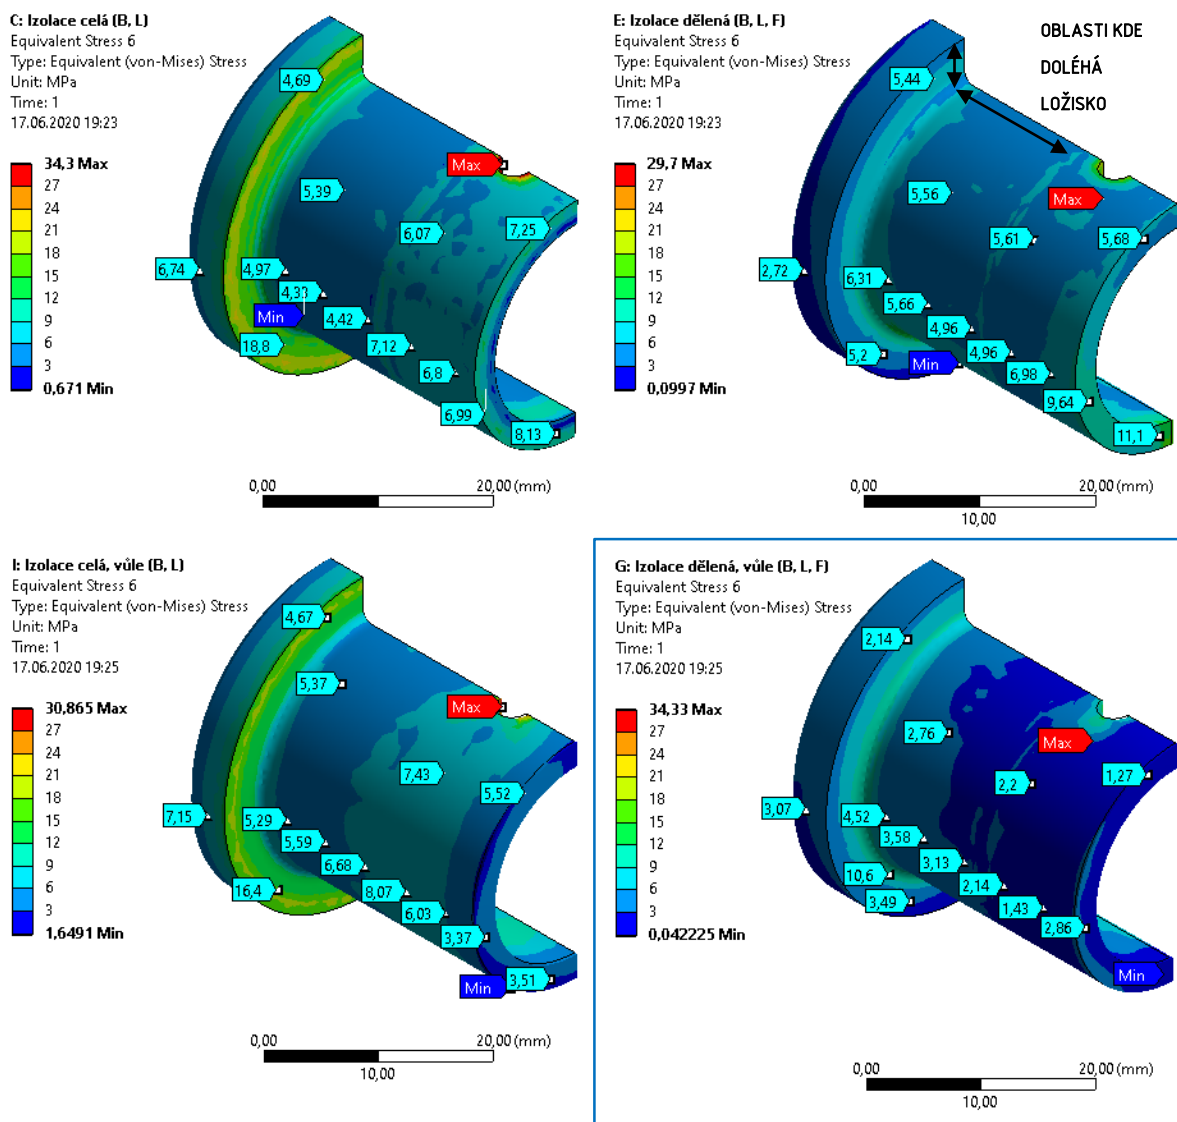 C: Izolace celá (B, L)
Equivalent Stress 6
Type: Equivalent (von-Mises) Stress
Unit: MPa
Time: 1
17.06.2020 19:23
34,3 Max
27
24
21
18
15
12
9
6
3
0,671 Min
4,69
Max
5,39
6,07
7,25
6,74
4,97
4,33
Min
4,42
18,8
7,12
6,8
6,99
8,13
0,00
20,00 (mm)
E: Izolace dělená (B, L, F)
Equivalent Stress 6
Type: Equivalent (von-Mises) Stress
Unit: MPa
Time: 1
17.06.2020 19:23
OBLASTI KDE
DOLÉHÁ
LOŽISKO
29,7 Max
27
24
21
18
15
12
9
6
3
0,0997 Min
5,44
5,56
Max
5,61
5,68
2,72
6,31
5,66
4,96
5,2
Min
4,96
6,98
9,64
11,1
0,00
20,00 (mm)
10,00
I: Izolace celá, vůle (B, L)
Equivalent Stress 6
Type: Equivalent (von-Mises) Stress
Unit: MPa
Time: 1
17.06.2020 19:25
30,865 Max
27
24
21
18
15
12
9
6
3
1,6491 Min
4,67
5,37
Max
7,43
5,52
7,15
5,29
5,59
6,68
16,4
8,07
6,03
3,37
Min
3,51
0,00
20,00 (mm)
10,00
G: Izolace dělená, vůle (B, L, F)
Equivalent Stress 6
Type: Equivalent (von-Mises) Stress
Unit: MPa
Time: 1
17.06.2020 19:25
34,33 Max
27
24
21
18
15
12
9
6
3
0,042225 Min
2,14
2,76
Max
2,2
1,27
3,07
4,52
3,58
3,13
10,6
2,14
3,49
1,43
2,86
Min
0,00
20,00 (mm)
10,00